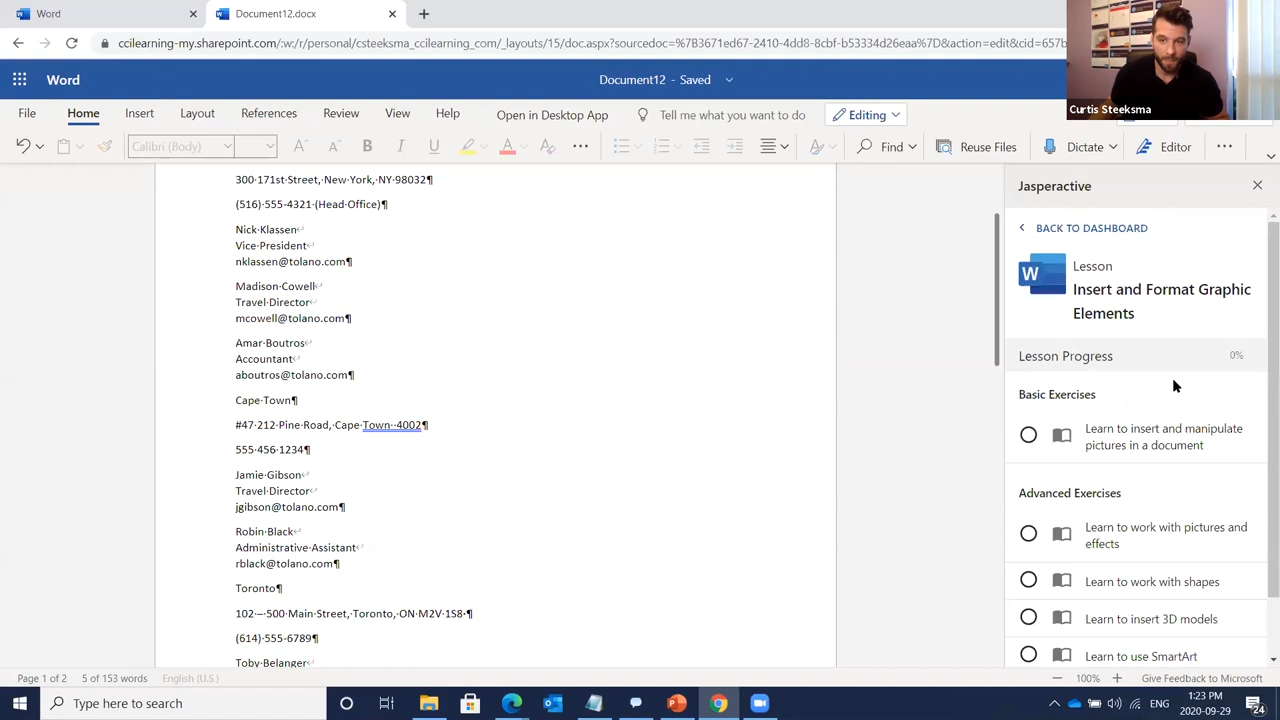 Word
Document12.docx
ccilearning-my.sharepoint.com/:w:/r/personal/csteeksma_ccilearning_com/_layouts/15/doc.aspx?sourcedoc=%7B3671ed67-2410-4dd8-8cbf-b53334d26eaa%7D&action=edit&cid=657b
Curtis Steeksma
Word
Document12 - Saved
File Home Insert Layout References Review View Help Open in Desktop App Tell me what you want to do Editing
Calibri (Body) B I U A Find Reuse Files Dictate Editor
300·171st·Street,·New·York,·NY·98032¶
(516)·555-4321·(Head·Office)¶
Nick·Klassen↵
Vice·President↵
nklassen@tolano.com¶
Madison·Cowell↵
Travel·Director↵
mcowell@tolano.com¶
Amar·Boutros↵
Accountant↵
aboutros@tolano.com¶
Cape·Town¶
#47·212·Pine·Road,·Cape·Town··4002¶
555·456·1234¶
Jamie·Gibson↵
Travel·Director↵
jgibson@tolano.com¶
Robin·Black↵
Administrative·Assistant↵
rblack@tolano.com¶
Toronto¶
102·–·500·Main·Street,·Toronto,·ON·M2V·1S8·¶
(614)·555-6789¶
Toby·Belanger↵
Jasperactive
BACK TO DASHBOARD
W
Lesson
Insert and Format Graphic
Elements
Lesson Progress 0%
Basic Exercises
Learn to insert and manipulate
pictures in a document
Advanced Exercises
Learn to work with pictures and
effects
Learn to work with shapes
Learn to insert 3D models
Learn to use SmartArt
Page 1 of 2 5 of 153 words English (U.S.) 100% Give Feedback to Microsoft
Type here to search
ENG
1:23 PM
2020-09-29
24